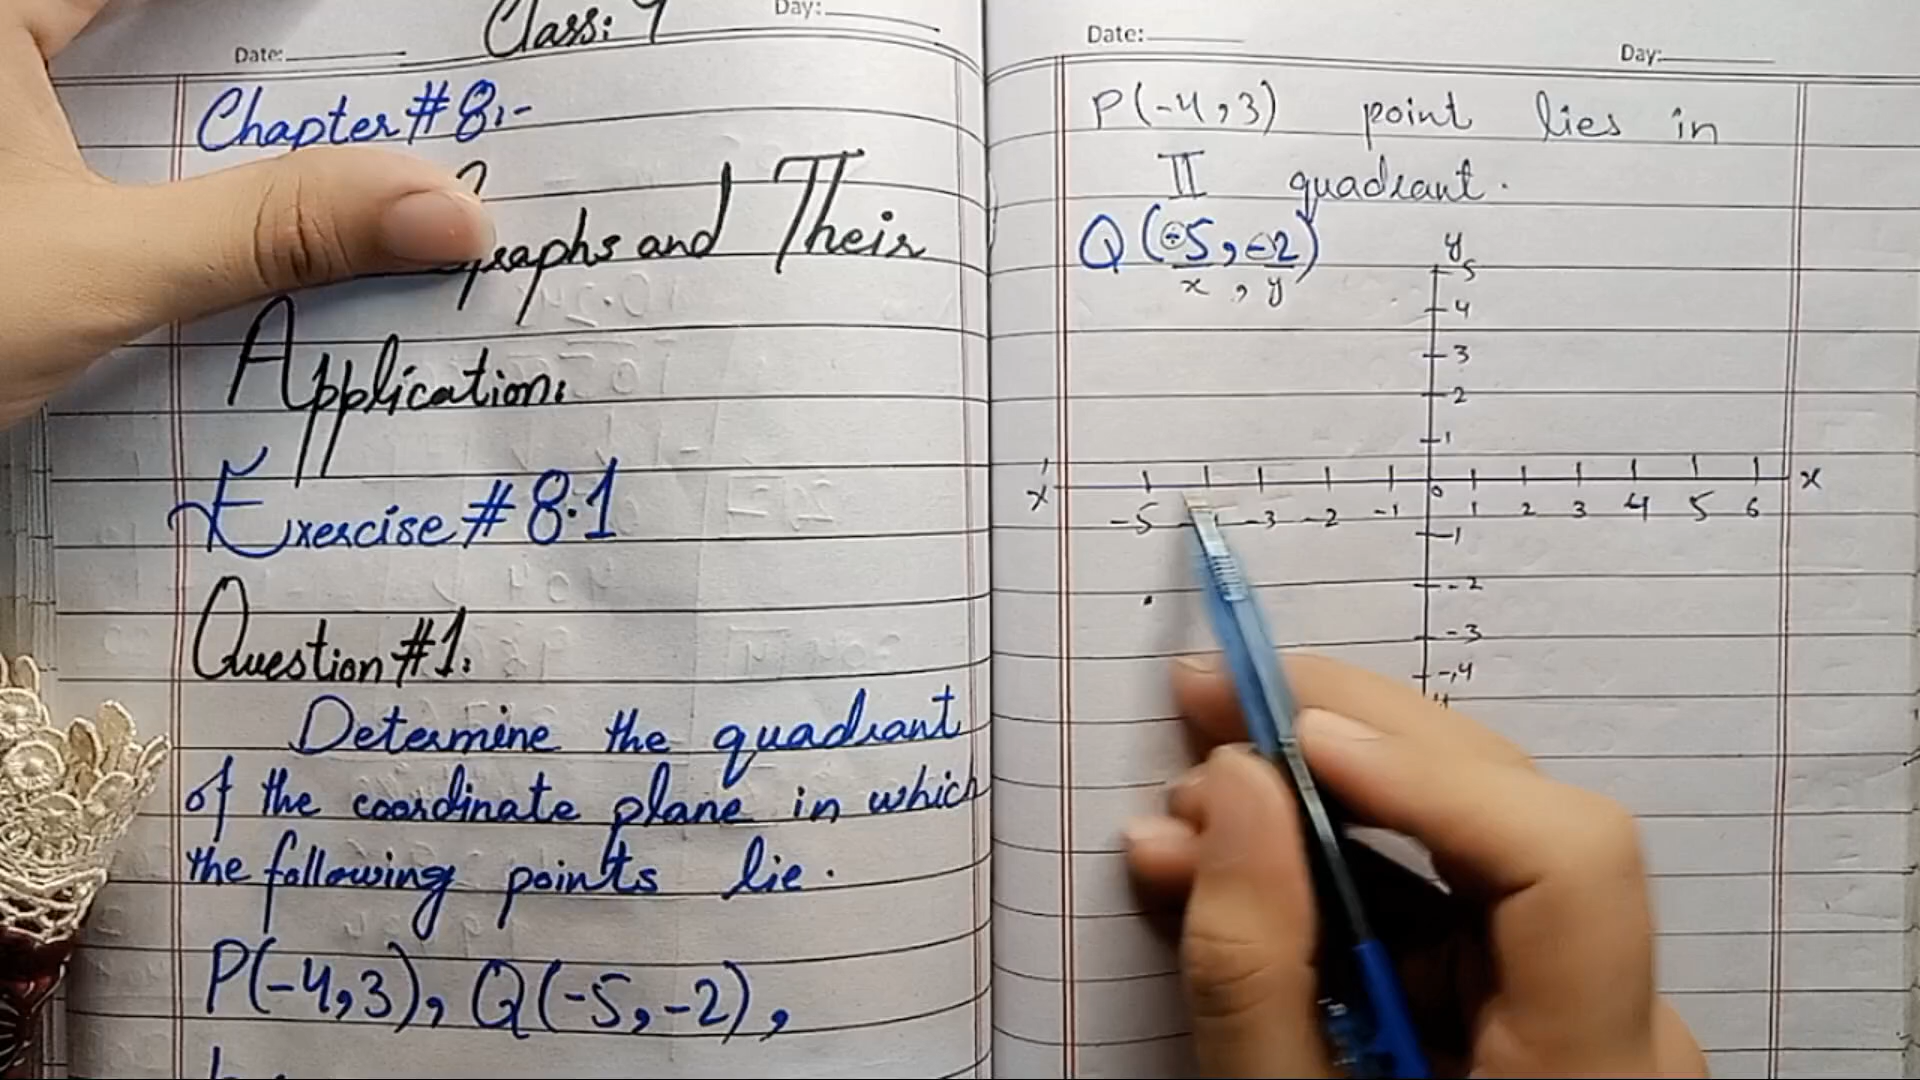 Class: 9
Date:
Day:
Chapter # 8:-
Graphs and Their
Application:
Exercise # 8.1
Question #1:
Determine the quadrant
of the coordinate plane in which
the following points lie.
P(-4,3), Q(-5,-2),
Date:
Day:
P(-4,3) point lies in
II quadrant.
Q(-5,-2)
x, y
y
5
4
3
2
1
x' x
-5 -3 -2 -1 0 1 2 3 4 5 6
-1
-2
-3
-4